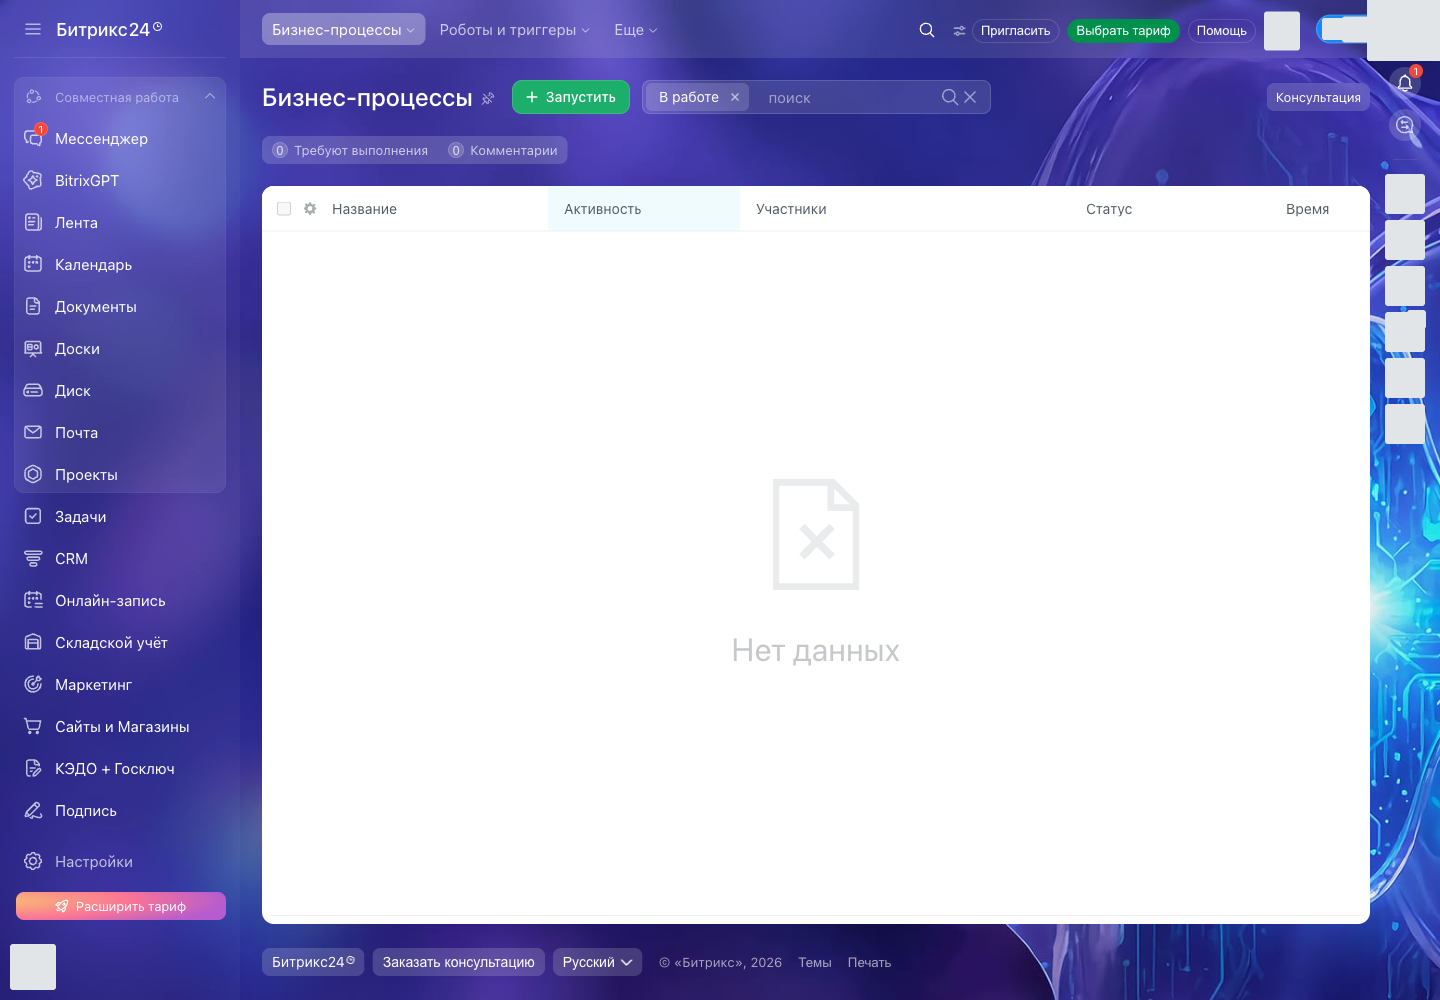 Битрикс24
Бизнес-процессы
Роботы и триггеры
Еще
Пригласить
Выбрать тариф
Помощь
Совместная работа
1
Мессенджер
BitrixGPT
Лента
Календарь
Документы
Доски
Диск
Почта
Проекты
Задачи
CRM
Онлайн-запись
Складской учёт
Маркетинг
Сайты и Магазины
КЭДО + Госключ
Подпись
Настройки
Расширить тариф
Бизнес-процессы
Запустить
В работе
поиск
Консультация
1
0 Требуют выполнения
0 Комментарии
Название
Активность
Участники
Статус
Время
Нет данных
Битрикс24
Заказать консультацию
Русский
© «Битрикс», 2026
Темы
Печать